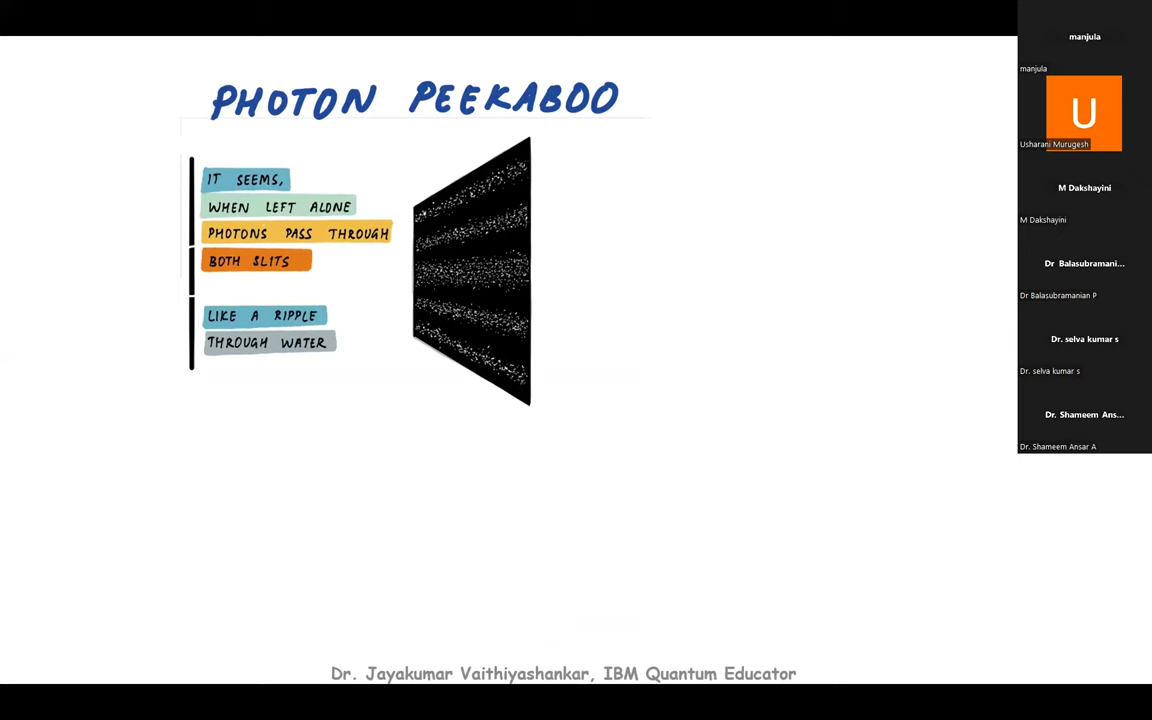 PHOTON PEEKABOO
IT SEEMS,
WHEN LEFT ALONE
PHOTONS PASS THROUGH
BOTH SLITS
LIKE A RIPPLE
THROUGH WATER
Dr. Jayakumar Vaithiyashankar, IBM Quantum Educator
manjula
manjula
U
Usharani Murugesh
M Dakshayini
M Dakshayini
Dr Balasubramani...
Dr Balasubramanian P
Dr. selva kumar s
Dr. selva kumar s
Dr. Shameem Ans...
Dr. Shameem Ansar A